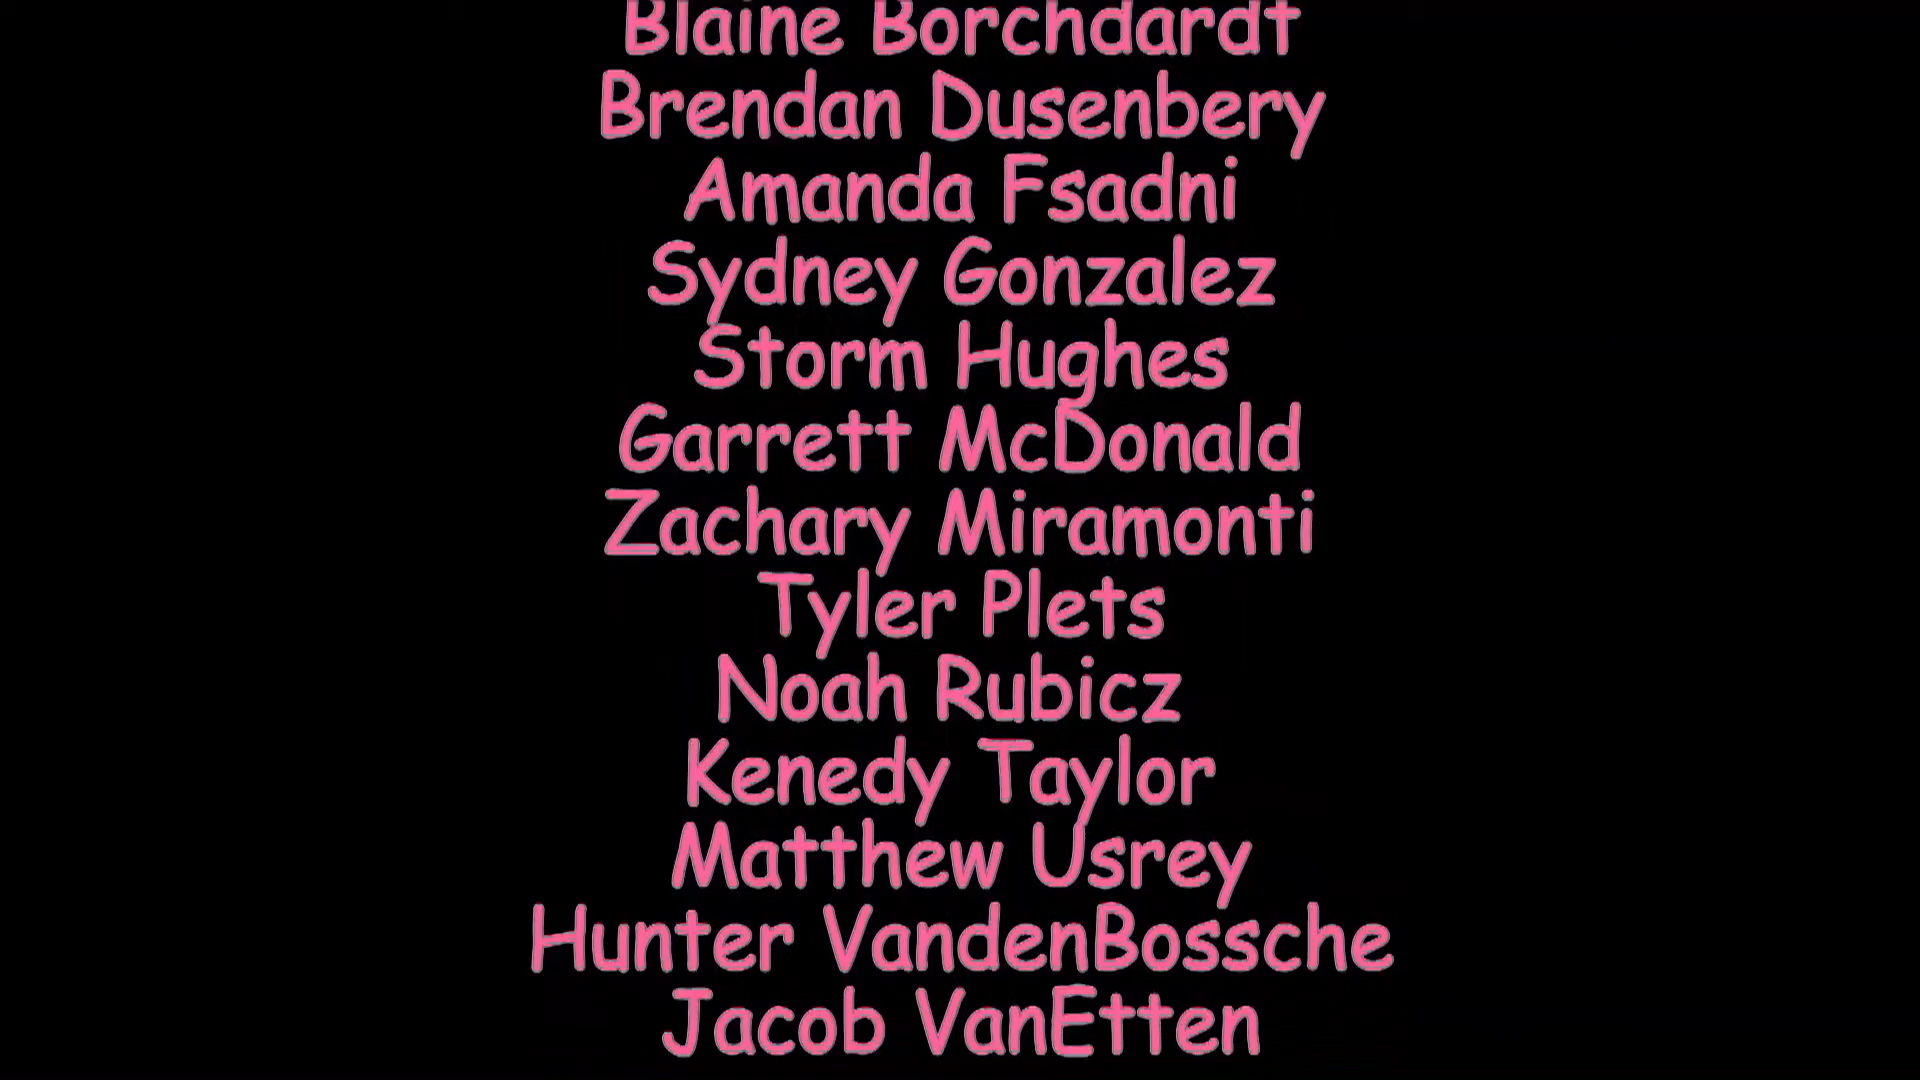 Blaine Borchdardt
Brendan Dusenbery
Amanda Fsadni
Sydney Gonzalez
Storm Hughes
Garrett McDonald
Zachary Miramonti
Tyler Plets
Noah Rubicz
Kenedy Taylor
Matthew Usrey
Hunter VandenBossche
Jacob VanEtten